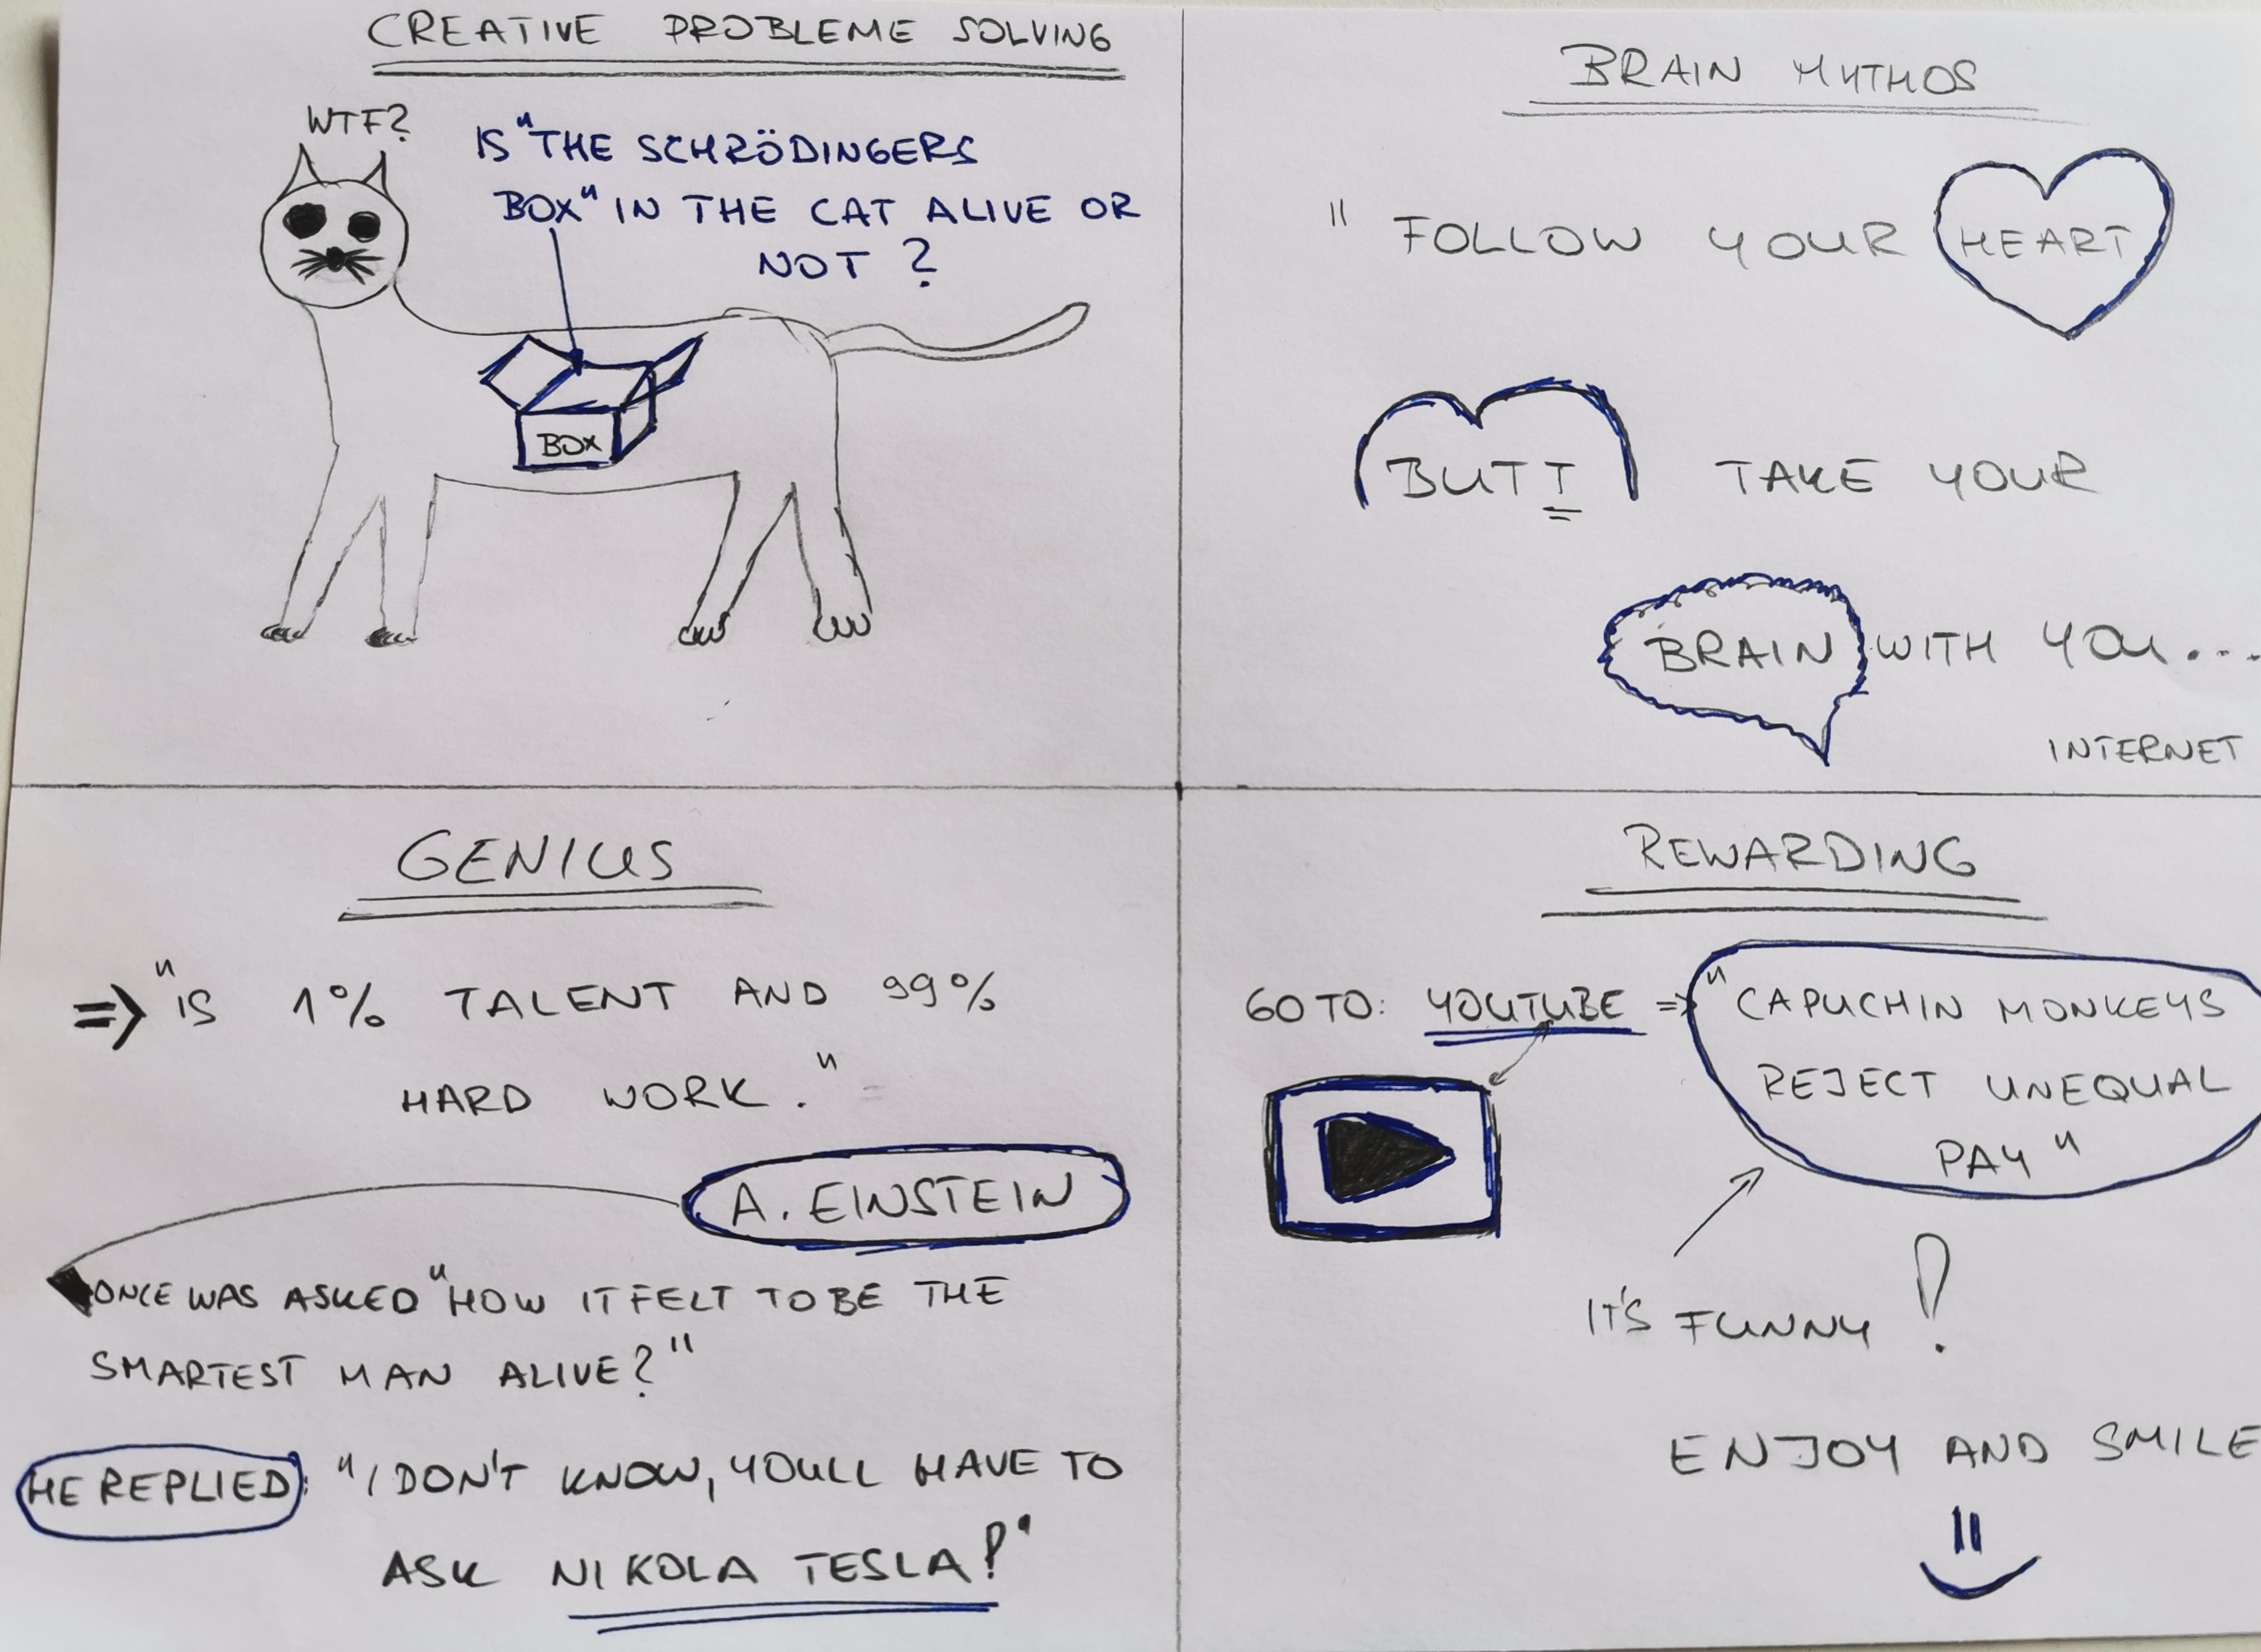 CREATIVE PROBLEME SOLVING
WTF?
IS "THE SCHRÖDINGERS
BOX" IN THE CAT ALIVE OR
NOT ?
BOX
BRAIN MYTHOS
" FOLLOW YOUR HEART
BUTT TAKE YOUR
BRAIN WITH YOU...
INTERNET
GENIUS
=> "IS 1% TALENT AND 99%
HARD WORK."
A. EINSTEIN
ONCE WAS ASKED "HOW IT FELT TO BE THE
SMARTEST MAN ALIVE?"
HE REPLIED: "I DON'T KNOW, YOULL HAVE TO
ASK NIKOLA TESLA!"
REWARDING
GO TO: YOUTUBE => "CAPUCHIN MONKEYS
REJECT UNEQUAL
PAY"
IT'S FUNNY!
ENJOY AND SMILE